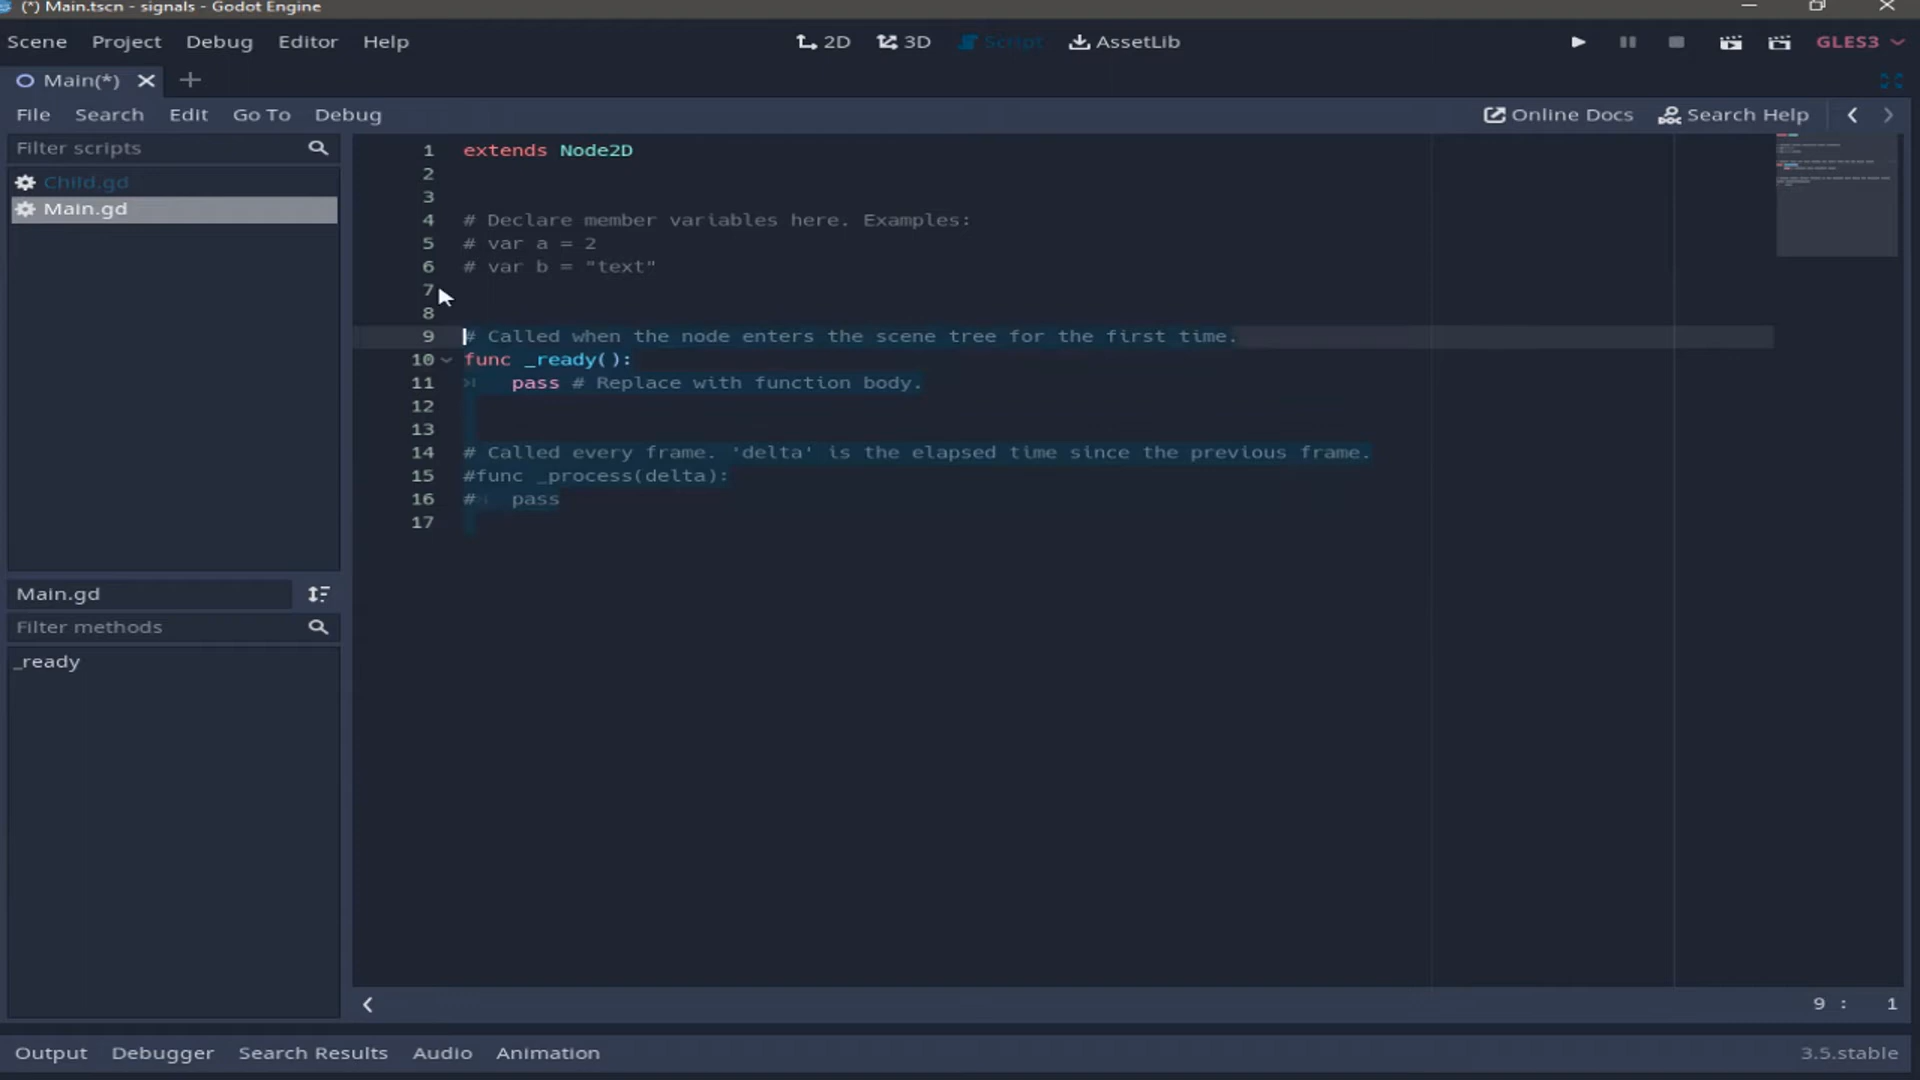 (*) Main.tscn - signals - Godot Engine
Scene Project Debug Editor Help 2D 3D Script AssetLib GLES3
Main(*)
File Search Edit Go To Debug Online Docs Search Help
Filter scripts
Child.gd
Main.gd
1 extends Node2D
2
3
4 # Declare member variables here. Examples:
5 # var a = 2
6 # var b = "text"
7
8
9 # Called when the node enters the scene tree for the first time.
10 func _ready():
11 pass # Replace with function body.
12
13
14 # Called every frame. 'delta' is the elapsed time since the previous frame.
15 #func _process(delta):
16 # pass
17
Main.gd
Filter methods
_ready
9 : 1
Output Debugger Search Results Audio Animation 3.5.stable